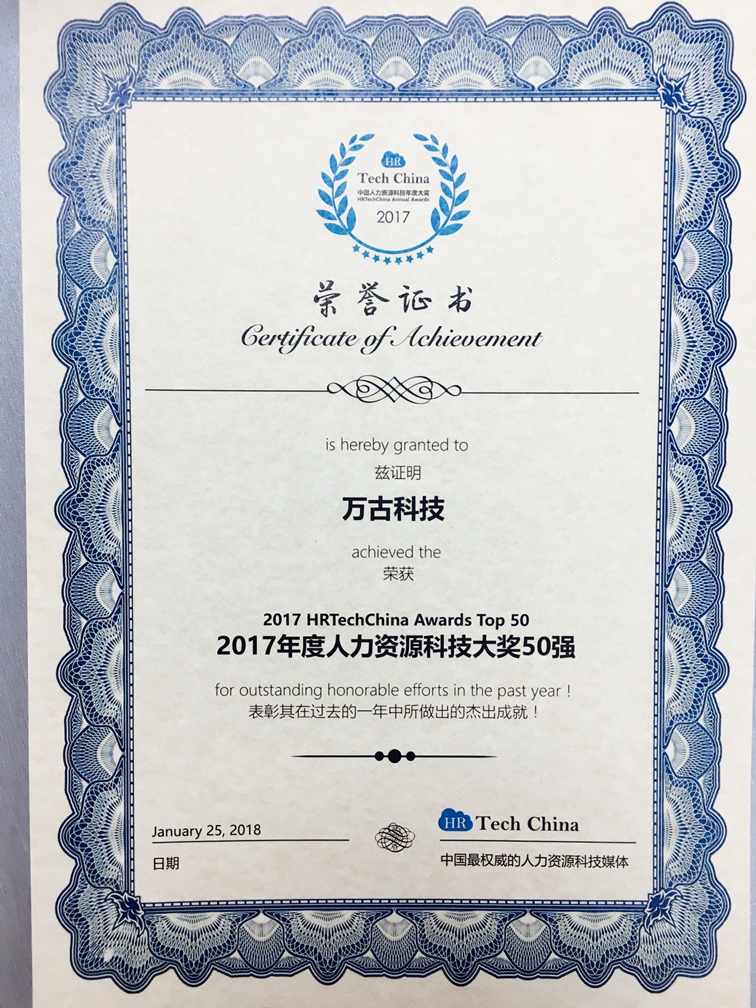 HR
Tech China
中国人力资源科技年度大奖
HRTechChina Annual Awards
2017
荣誉证书
Certificate of Achievement
is hereby granted to
兹证明
万古科技
achieved the
荣获
2017 HRTechChina Awards Top 50
2017年度人力资源科技大奖50强
for outstanding honorable efforts in the past year !
表彰其在过去的一年中所做出的杰出成就！
January 25, 2018
日期
HR Tech China
中国最权威的人力资源科技媒体